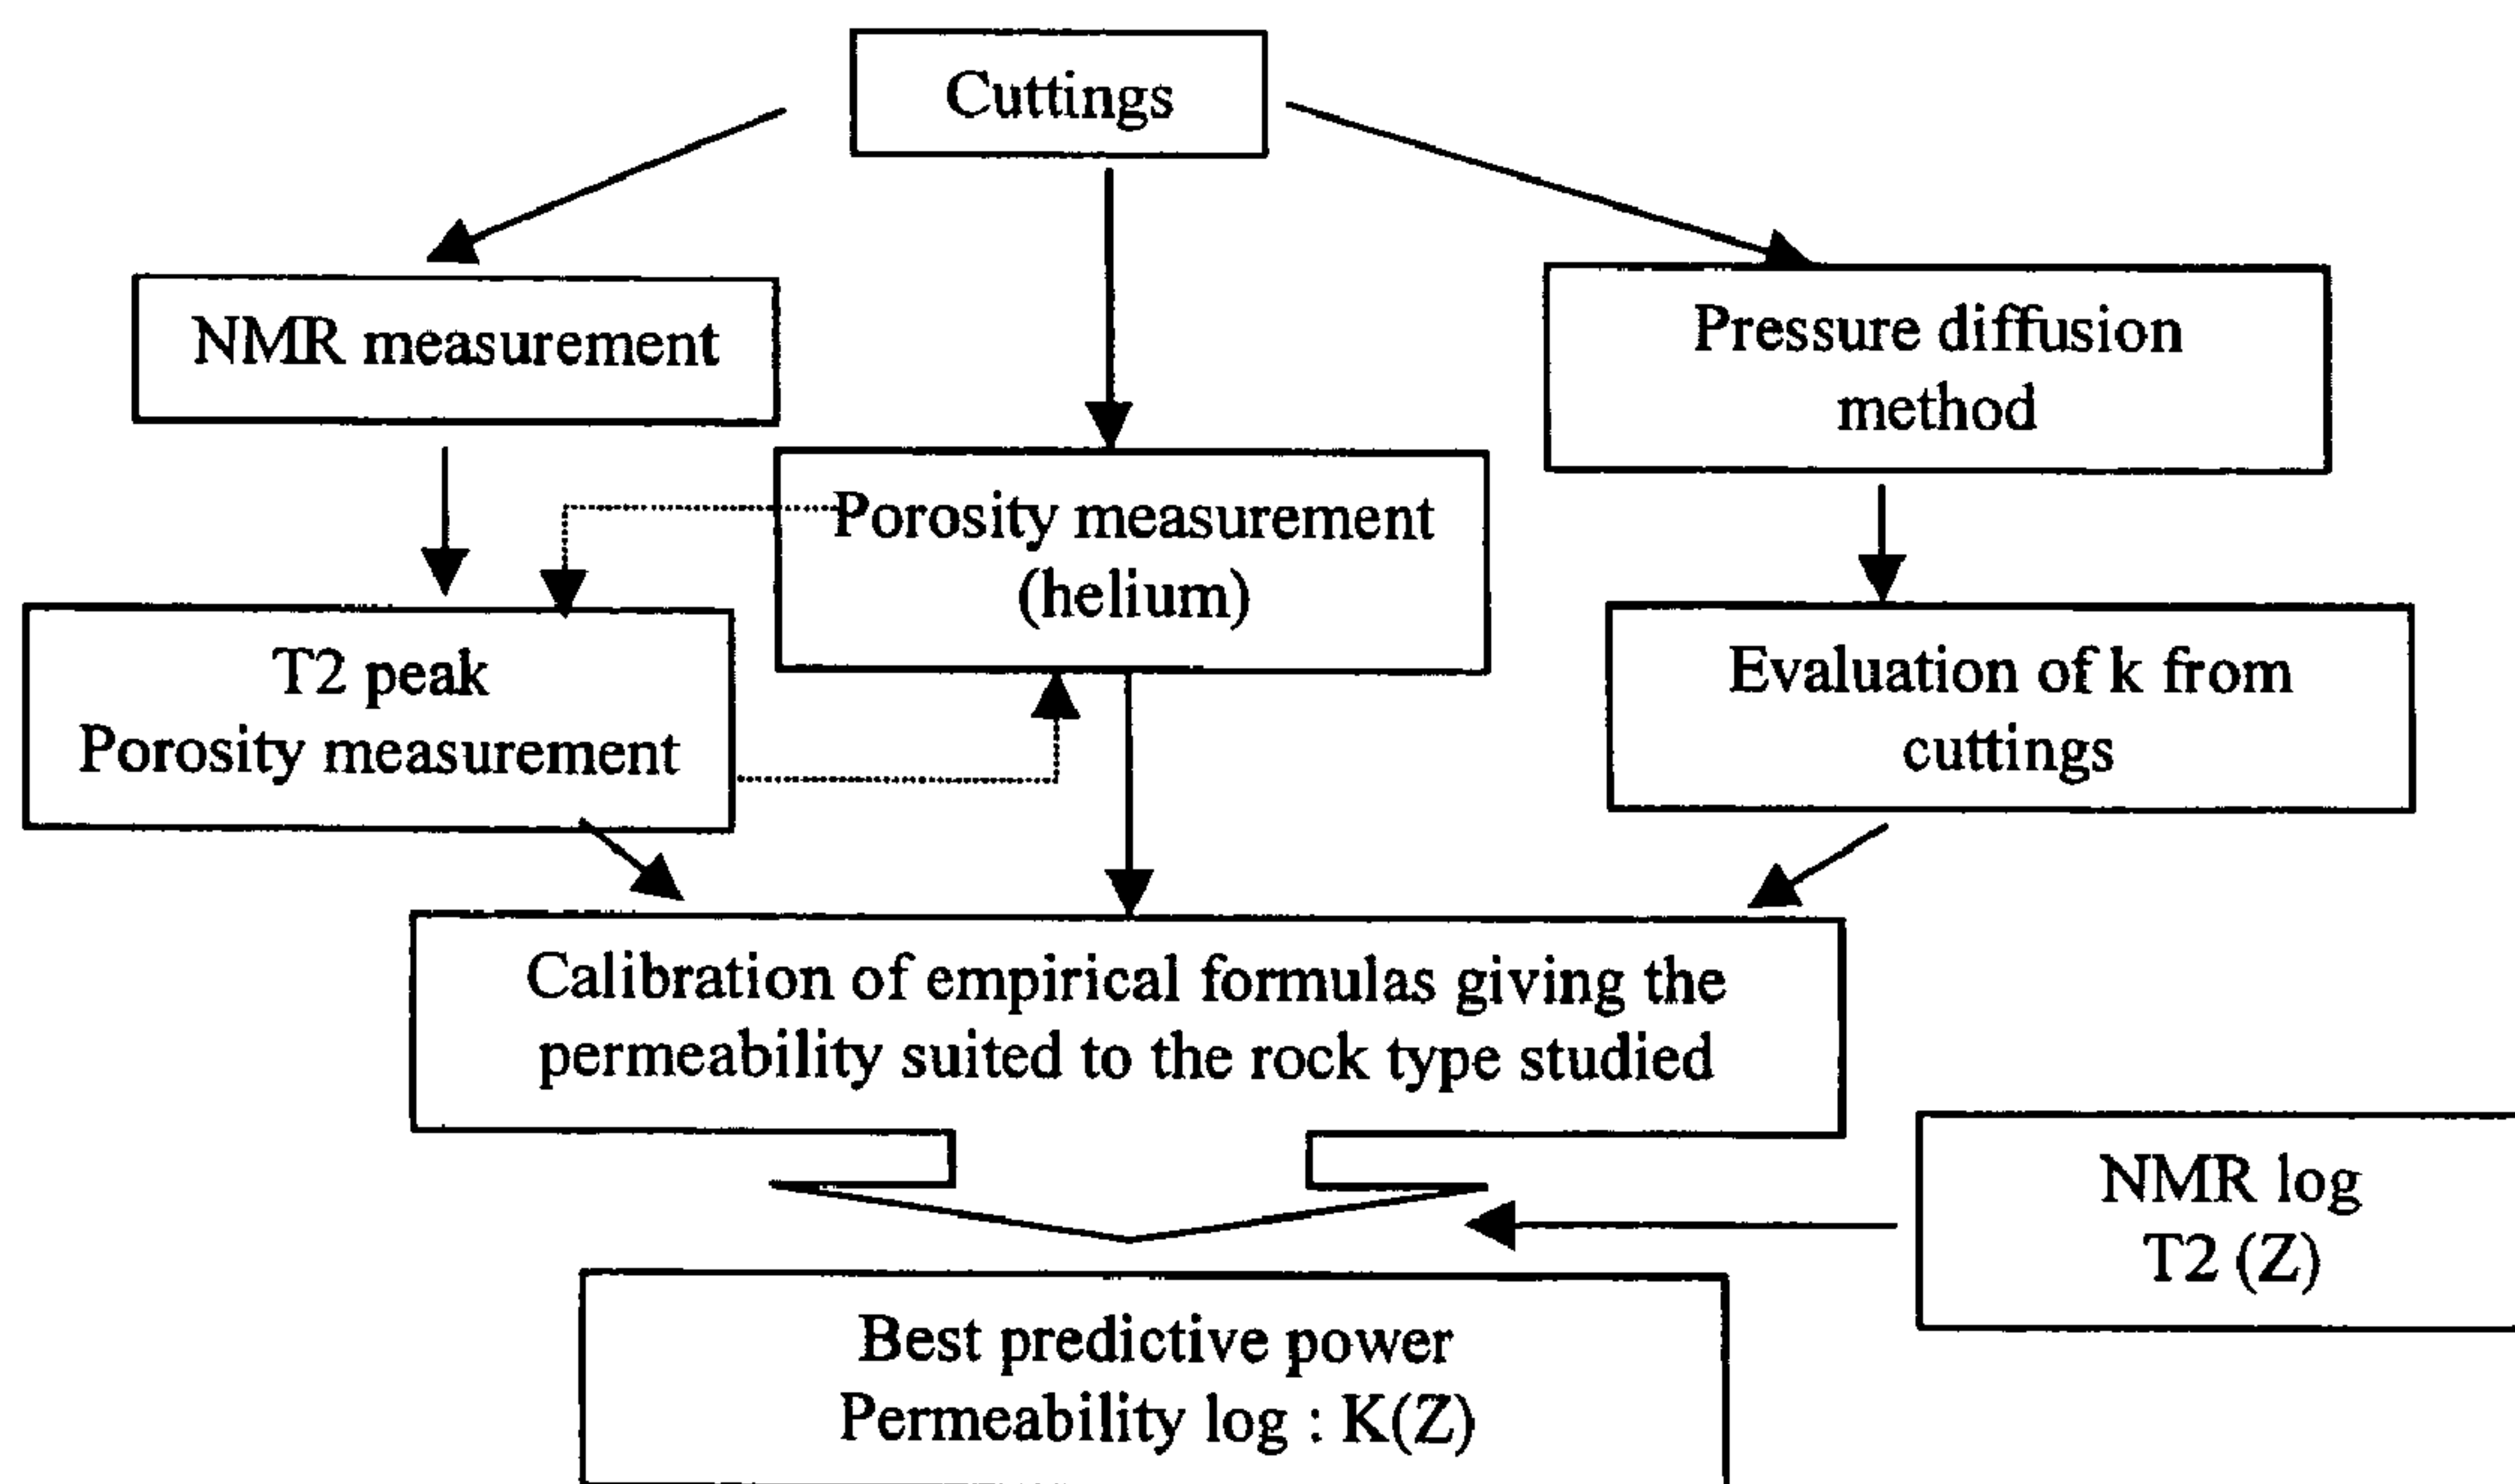 Cuttings
NMR measurement
Pressure diffusion
method
Porosity measurement
(helium)
T2 peak
Porosity measurement
Evaluation of k from
cuttings
Calibration of empirical formulas giving the
permeability suited to the rock type studied
NMR log
T2 (Z)
Best predictive power
Permeability log : K(Z)